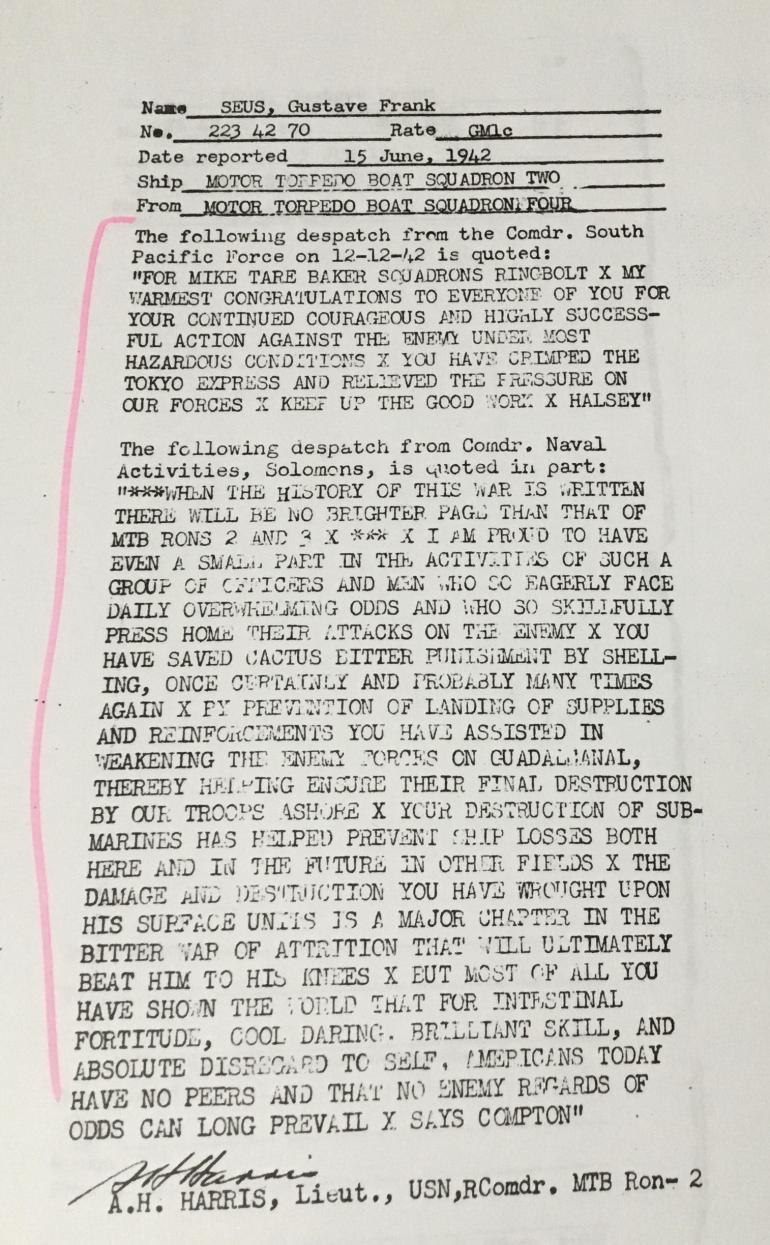 Name SEUS, Gustave Frank
No. 223 42 70 Rate GM1c
Date reported 15 June, 1942
Ship MOTOR TORPEDO BOAT SQUADRON TWO
From MOTOR TORPEDO BOAT SQUADRON FOUR
The following despatch from the Comdr. South
Pacific Force on 12-12-42 is quoted:
"FOR MIKE TARE BAKER SQUADRONS RINGBOLT X MY
WARMEST CONGRATULATIONS TO EVERYONE OF YOU FOR
YOUR CONTINUED COURAGEOUS AND HIGHLY SUCCESS-
FUL ACTION AGAINST THE ENEMY UNDER MOST
HAZARDOUS CONDITIONS X YOU HAVE CRIMPED THE
TOKYO EXPRESS AND RELIEVED THE PRESSURE ON
OUR FORCES X KEEP UP THE GOOD WORK X HALSEY"
The following despatch from Comdr. Naval
Activities, Solomons, is quoted in part:
"***WHEN THE HISTORY OF THIS WAR IS WRITTEN
THERE WILL BE NO BRIGHTER PAGE THAN THAT OF
MTB RONS 2 AND 3 X *** X I AM PROUD TO HAVE
EVEN A SMALL PART IN THE ACTIVITIES OF SUCH A
GROUP OF OFFICERS AND MEN WHO SO EAGERLY FACE
DAILY OVERWHELMING ODDS AND WHO SO SKILLFULLY
PRESS HOME THEIR ATTACKS ON THE ENEMY X YOU
HAVE SAVED CACTUS BITTER PUNISHMENT BY SHELL-
ING, ONCE CERTAINLY AND PROBABLY MANY TIMES
AGAIN X BY PREVENTION OF LANDING OF SUPPLIES
AND REINFORCEMENTS YOU HAVE ASSISTED IN
WEAKENING THE ENEMY FORCES ON GUADALCANAL,
THEREBY HELPING ENSURE THEIR FINAL DESTRUCTION
BY OUR TROOPS ASHORE X YOUR DESTRUCTION OF SUB-
MARINES HAS HELPED PREVENT SHIP LOSSES BOTH
HERE AND IN THE FUTURE IN OTHER FIELDS X THE
DAMAGE AND DESTRUCTION YOU HAVE WROUGHT UPON
HIS SURFACE UNITS IS A MAJOR CHAPTER IN THE
BITTER WAR OF ATTRITION THAT WILL ULTIMATELY
BEAT HIM TO HIS KNEES X BUT MOST OF ALL YOU
HAVE SHOWN THE WORLD THAT FOR INTESTINAL
FORTITUDE, COOL DARING. BRILLIANT SKILL, AND
ABSOLUTE DISREGARD TO SELF, AMERICANS TODAY
HAVE NO PEERS AND THAT NO ENEMY REGARDS OF
ODDS CAN LONG PREVAIL X SAYS COMPTON"
A H Harris
A.H. HARRIS, Lieut., USN,RComdr. MTB Ron- 2